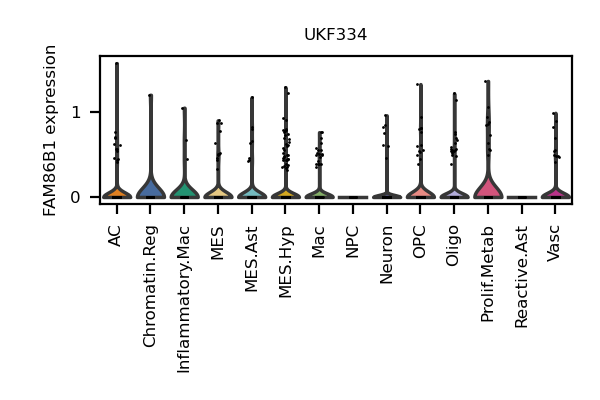 UKF334
FAM86B1 expression
1
0
AC
Chromatin.Reg
Inflammatory.Mac
MES
MES.Ast
MES.Hyp
Mac
NPC
Neuron
OPC
Oligo
Prolif.Metab
Reactive.Ast
Vasc